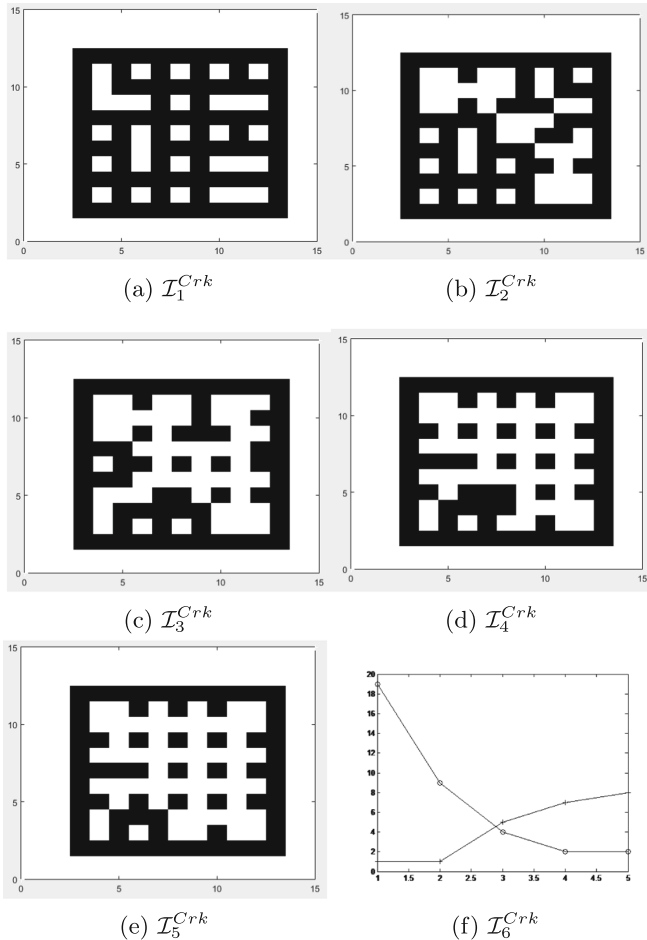 15
10
5
0
0 5 10 15
(a) $\mathcal{I}_1^{Crk}$
15
10
5
0
0 5 10 15
(b) $\mathcal{I}_2^{Crk}$
15
10
5
0
0 5 10 15
(c) $\mathcal{I}_3^{Crk}$
15
10
5
0
0 5 10 15
(d) $\mathcal{I}_4^{Crk}$
15
10
5
0
0 5 10 15
(e) $\mathcal{I}_5^{Crk}$
20
18
16
14
12
10
8
6
4
2
1 1.5 2 2.5 3 3.5 4 4.5 5
(f) $\mathcal{I}_6^{Crk}$